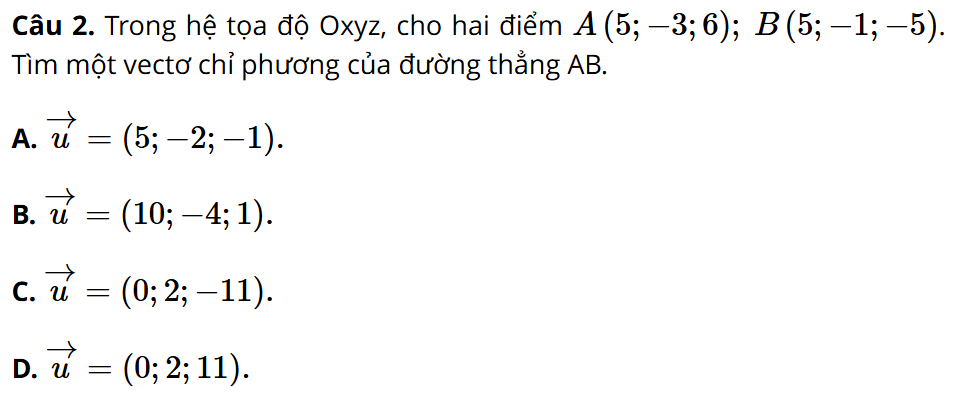 Câu 2. Trong hệ tọa độ Oxyz, cho hai điểm A(5; −3; 6); B(5; −1; −5).
Tìm một vectơ chỉ phương của đường thẳng AB.
A. \overrightarrow{u} = (5; −2; −1).
B. \overrightarrow{u} = (10; −4; 1).
C. \overrightarrow{u} = (0; 2; −11).
D. \overrightarrow{u} = (0; 2; 11).